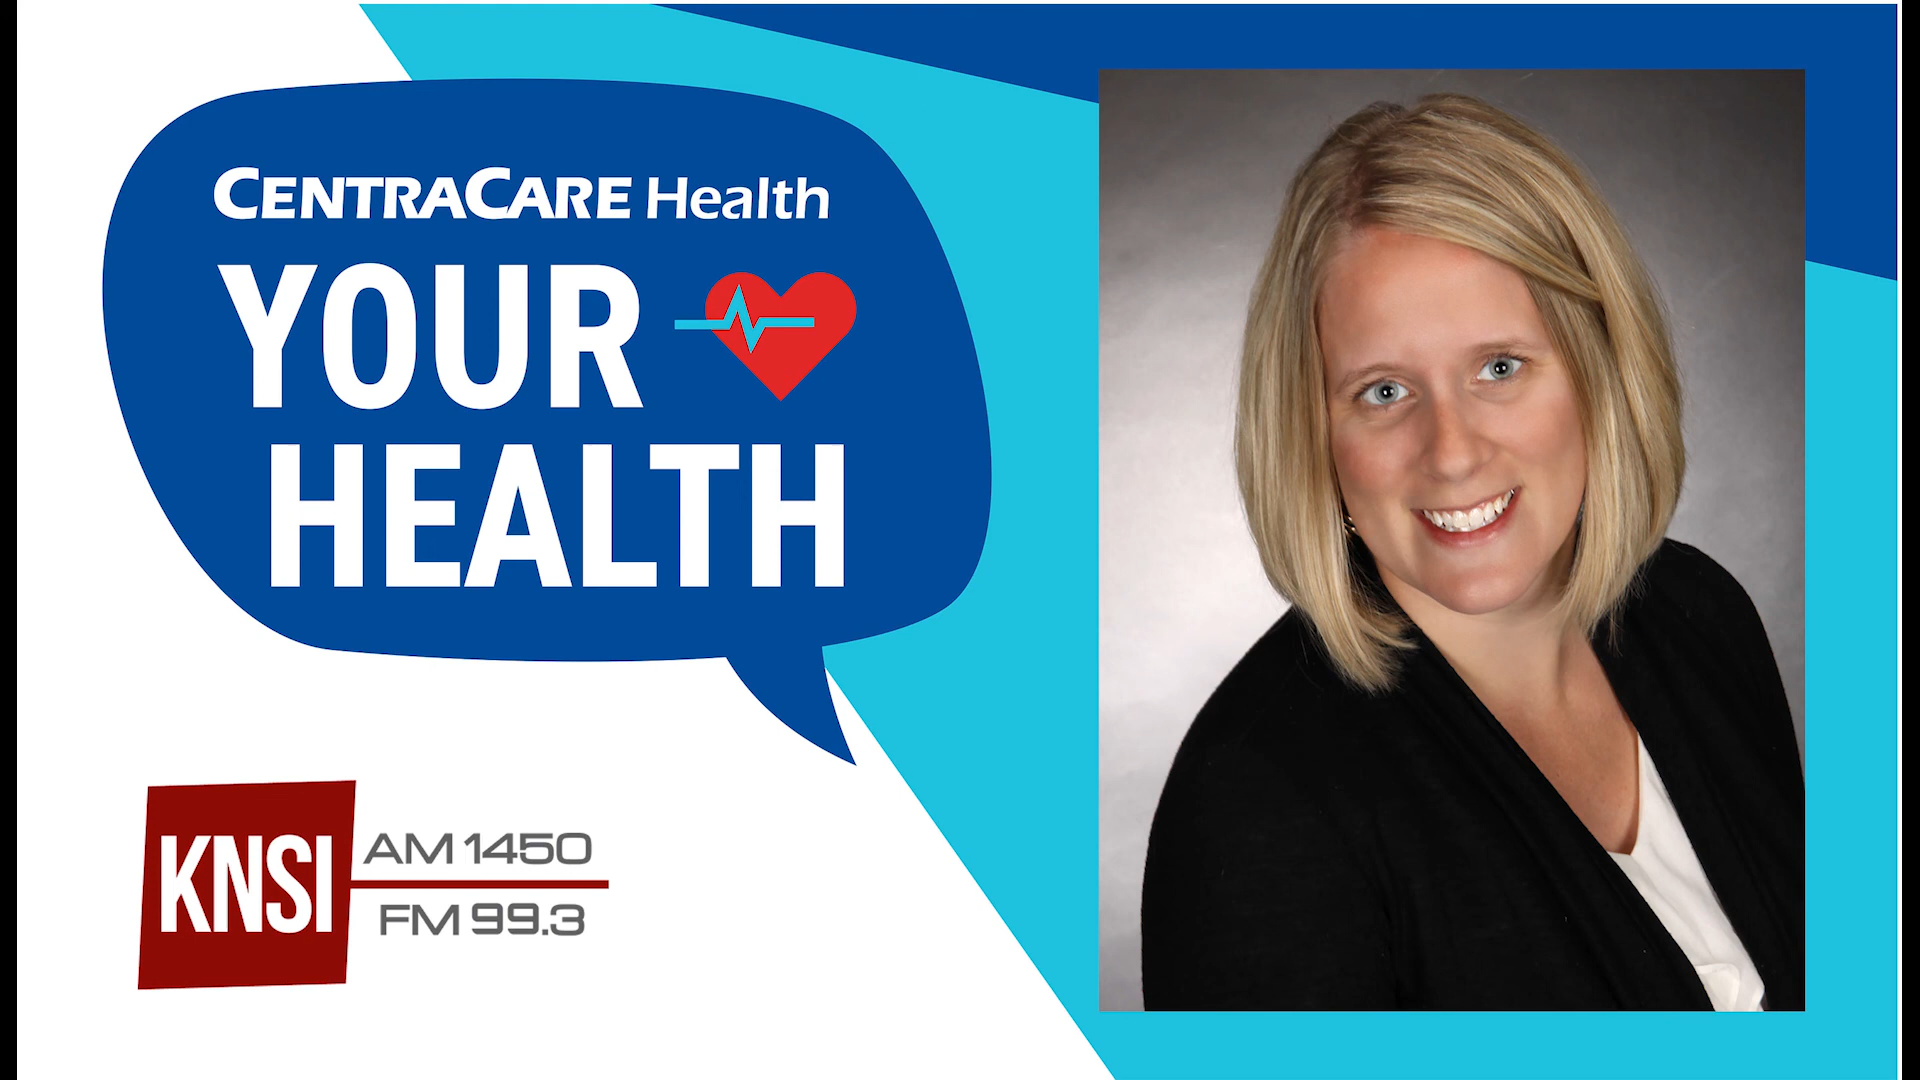 CENTRACARE Health
YOUR
HEALTH
KNSI
AM 1450
FM 99.3